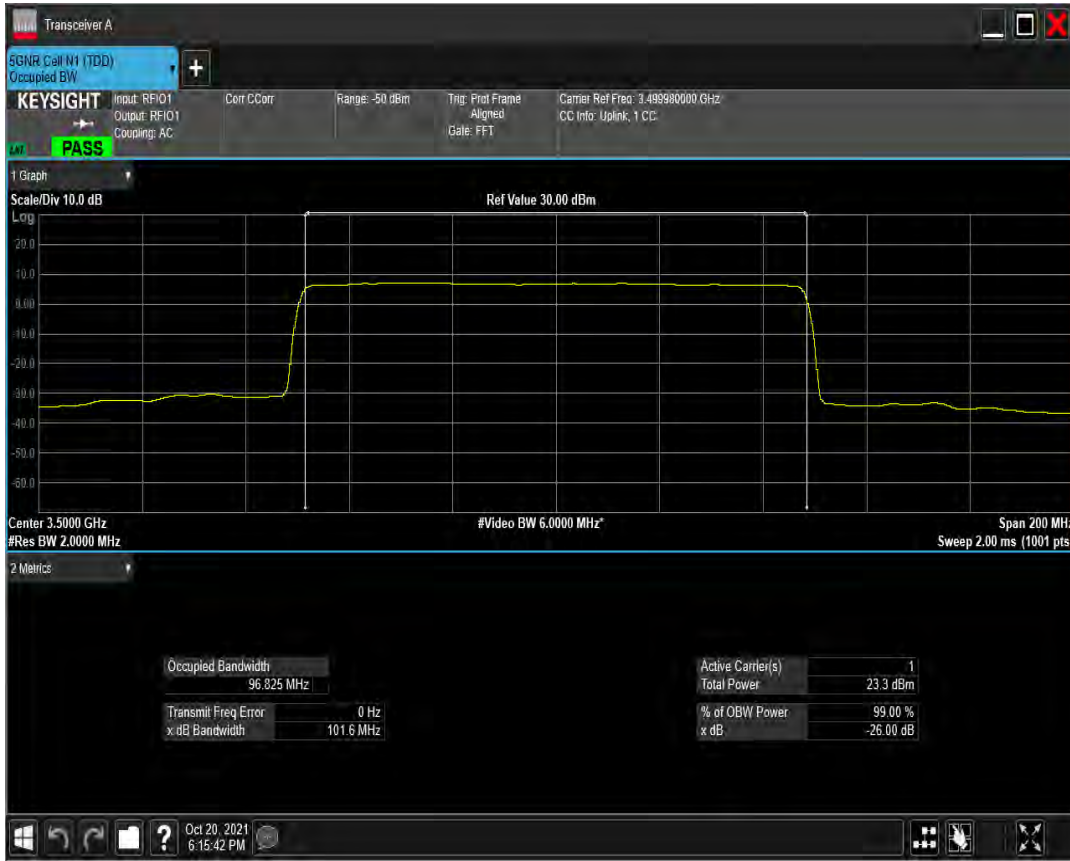 Transceiver A
5GNR Cell N1 (TDD)
Occupied BW
+
KEYSIGHT
Input: RFIO1
Output: RFIO1
Coupling: AC
Corr CCorr
Range: -50 dBm
Trig: Prot Frame
Aligned
Gate: FFT
Carrier Ref Freq: 3.499980000 GHz
CC Info: Uplink, 1 CC
PASS
1 Graph
Scale/Div 10.0 dB
Ref Value 30.00 dBm
Log
20.0
10.0
0.00
-10.0
-20.0
-30.0
-40.0
-50.0
-60.0
Center 3.5000 GHz
#Video BW 6.0000 MHz*
Span 200 MHz
#Res BW 2.0000 MHz
Sweep 2.00 ms (1001 pts
2 Metrics
Occupied Bandwidth
96.825 MHz
Transmit Freq Error 0 Hz
x dB Bandwidth 101.6 MHz
Active Carrier(s) 1
Total Power 23.3 dBm
% of OBW Power 99.00 %
x dB -26.00 dB
?
Oct 20, 2021
6:15:42 PM